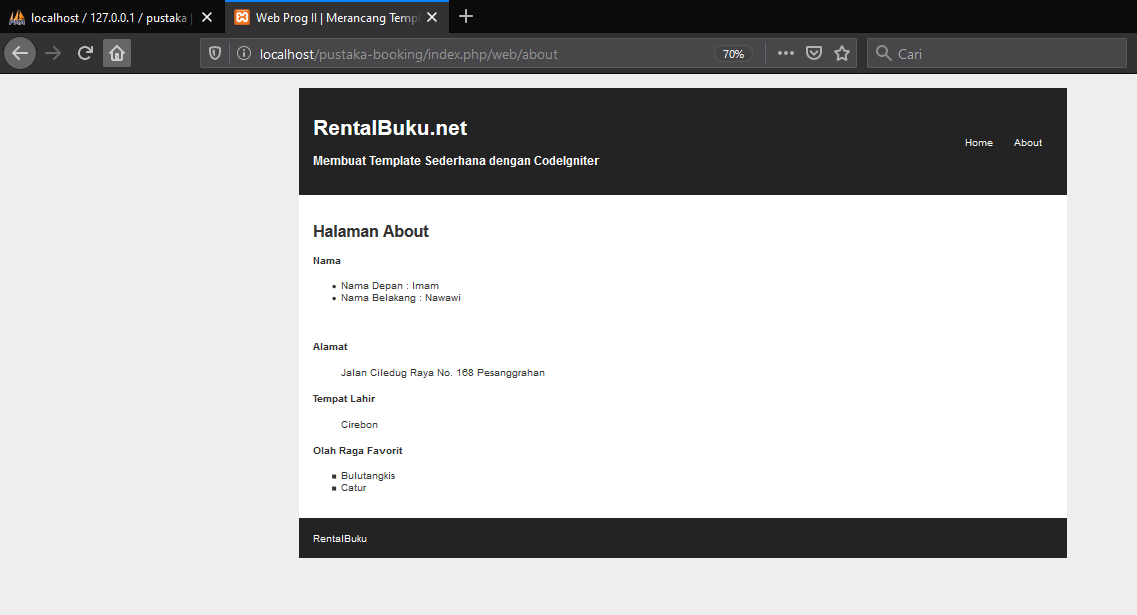 localhost / 127.0.0.1 / pustaka |
Web Prog II | Merancang Templ
localhost/pustaka-booking/index.php/web/about
70%
Cari
RentalBuku.net
Home
About
Membuat Template Sederhana dengan CodeIgniter
Halaman About
Nama
Nama Depan : Imam
Nama Belakang : Nawawi
Alamat
Jalan Ciledug Raya No. 168 Pesanggrahan
Tempat Lahir
Cirebon
Olah Raga Favorit
Bulutangkis
Catur
RentalBuku